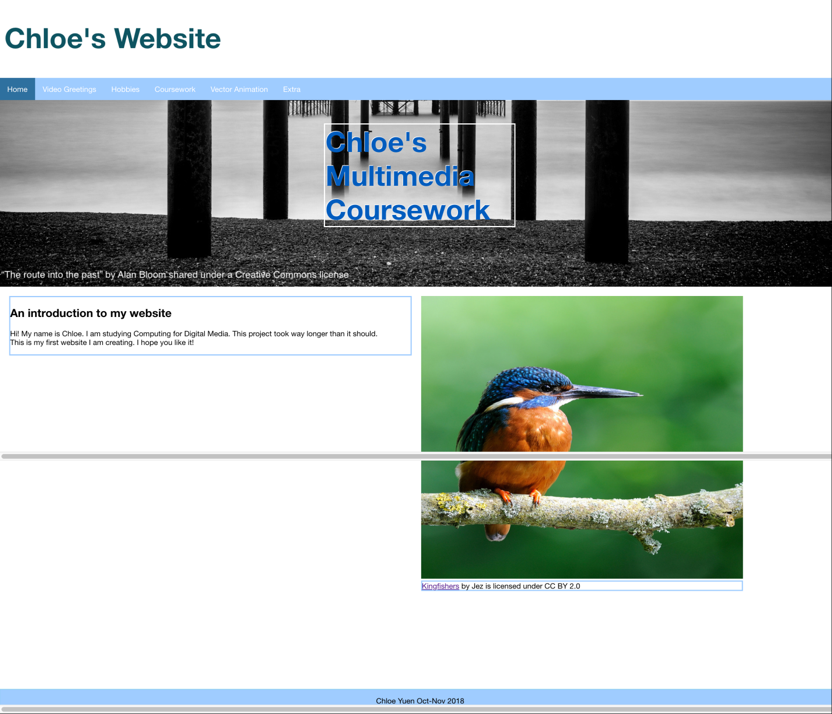 Chloe's Website
Home Video Greetings Hobbies Coursework Vector Animation Extra
Chloe's
Multimedia
Coursework
"The route into the past" by Alan Bloom shared under a Creative Commons license
An introduction to my website
Hi! My name is Chloe. I am studying Computing for Digital Media. This project took way longer than it should.
This is my first website I am creating. I hope you like it!
Kingfishers by Jez is licensed under CC BY 2.0
Chloe Yuen Oct-Nov 2018